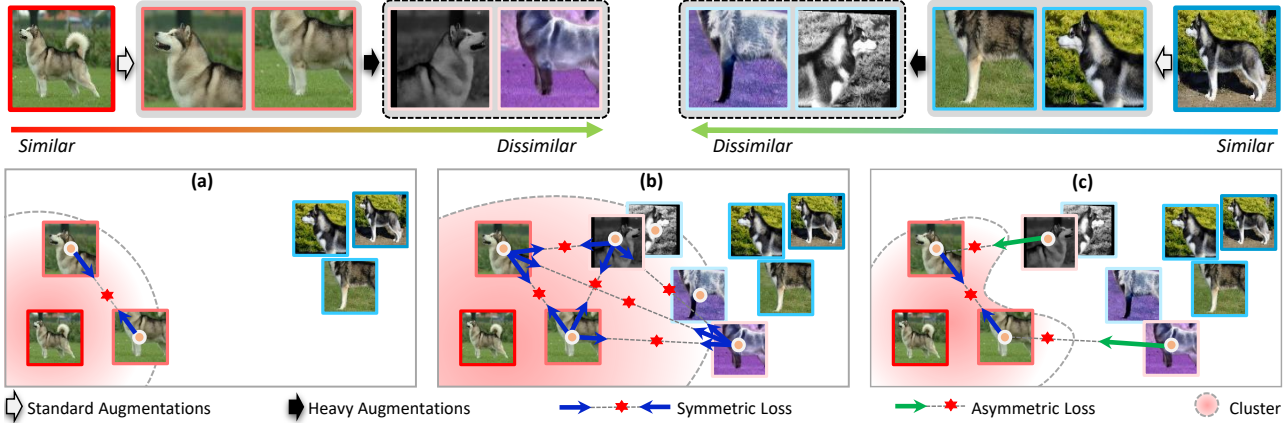 Similar
Dissimilar
Dissimilar
Similar
(a)
(b)
(c)
Standard Augmentations
Heavy Augmentations
Symmetric Loss
Asymmetric Loss
Cluster